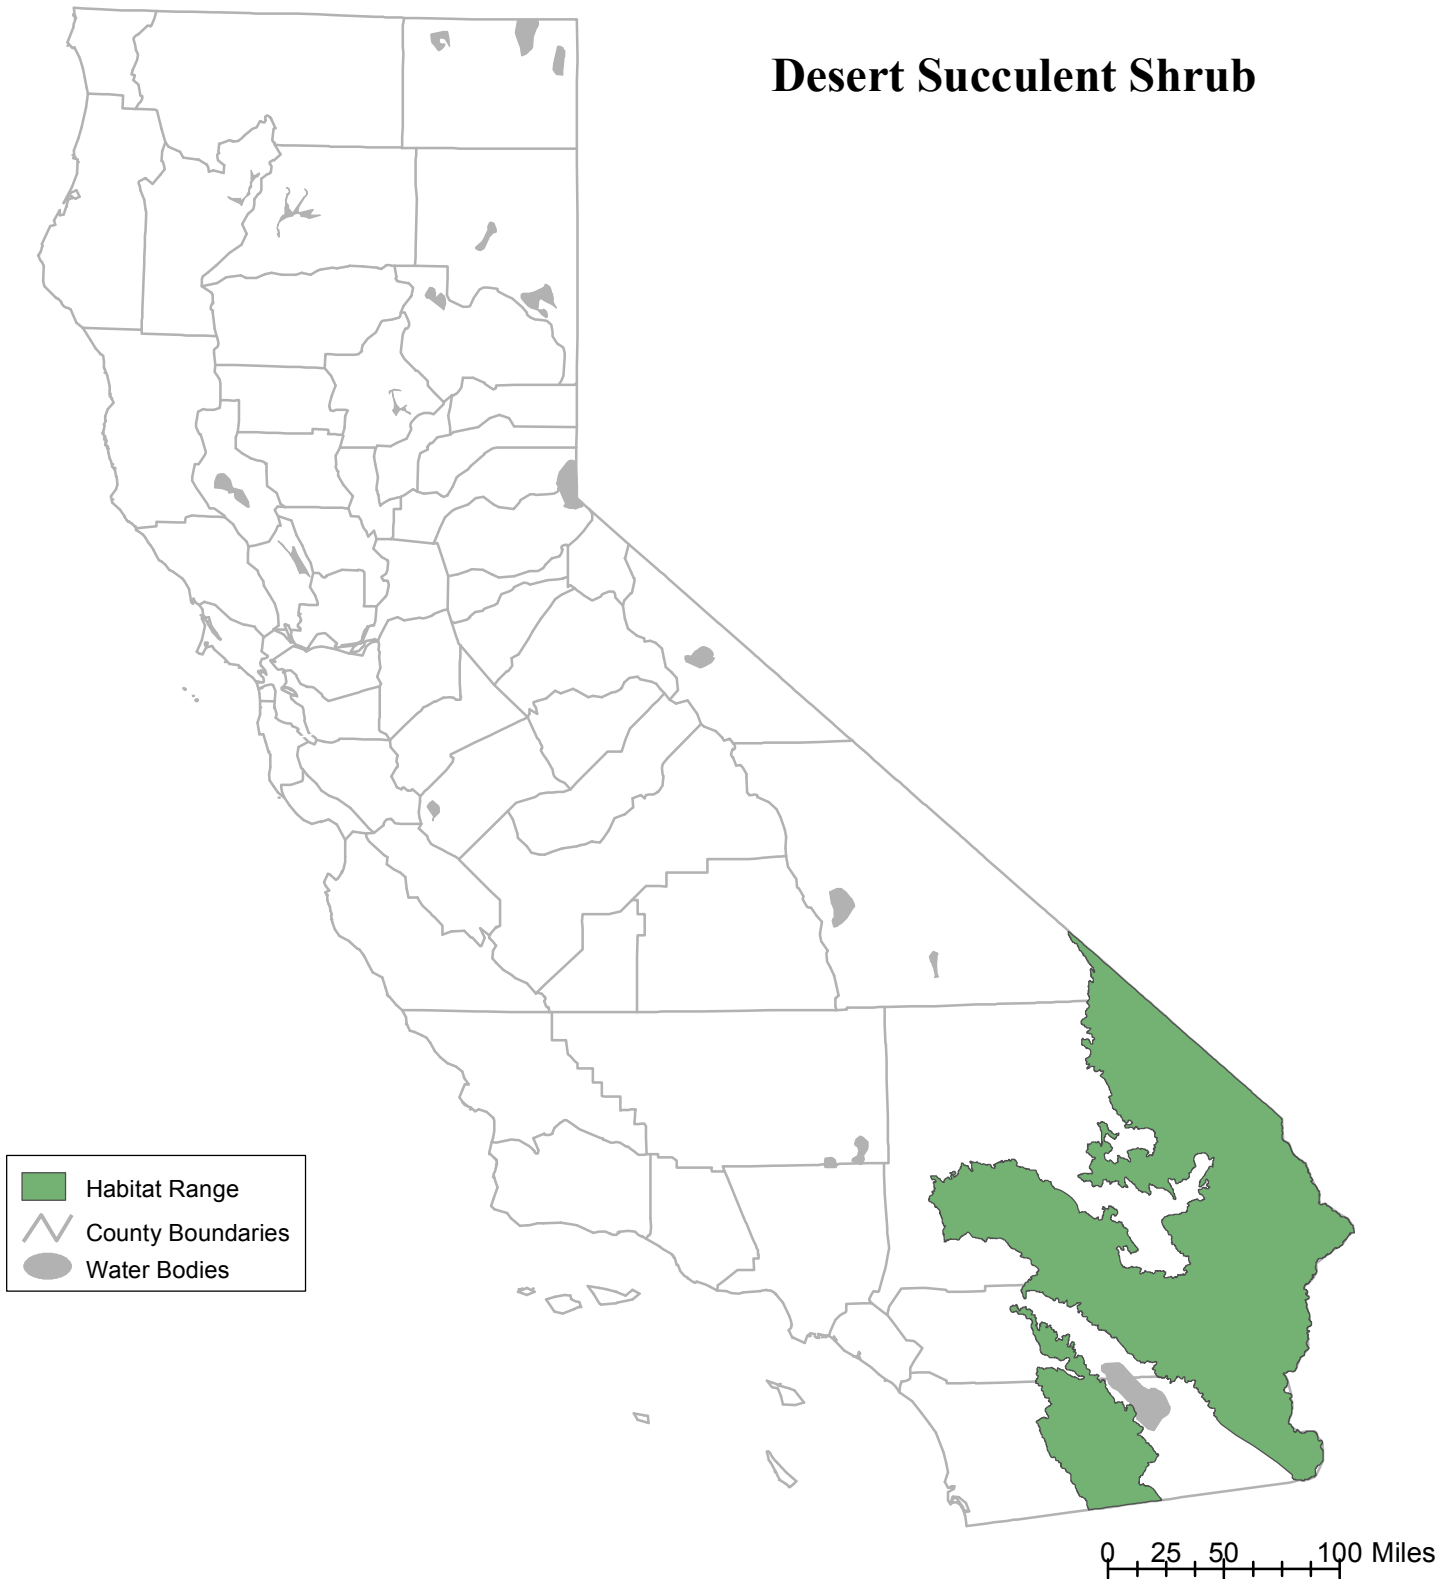 Desert Succulent Shrub
Habitat Range
County Boundaries
Water Bodies
0 25 50 100 Miles